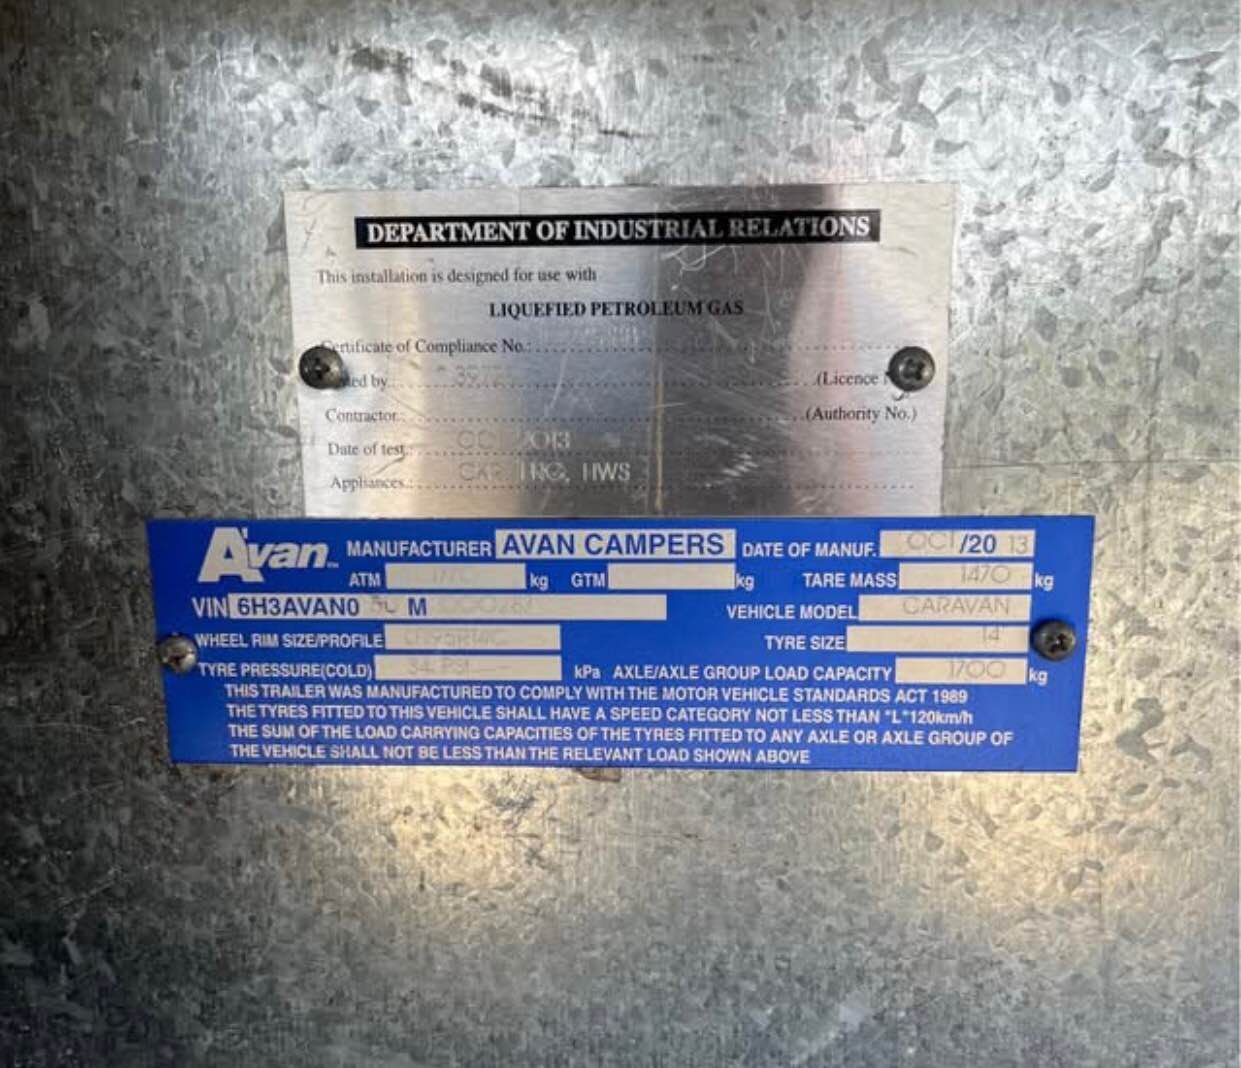 DEPARTMENT OF INDUSTRIAL RELATIONS
This installation is designed for use with
LIQUEFIED PETROLEUM GAS
Certificate of Compliance No.:
by: (Licence
Contractor: (Authority No.)
Date of test.: OCT 2013
Appliances.: HWS
Avan MANUFACTURER AVAN CAMPERS DATE OF MANUF. OCT/20 13
ATM kg GTM kg TARE MASS 1470 kg
VIN 6H3AVAN0 M VEHICLE MODEL CARAVAN
WHEEL RIM SIZE/PROFILE TYRE SIZE 14"
TYRE PRESSURE(COLD) 34 PSI kPa AXLE/AXLE GROUP LOAD CAPACITY 1700 kg
THIS TRAILER WAS MANUFACTURED TO COMPLY WITH THE MOTOR VEHICLE STANDARDS ACT 1989
THE TYRES FITTED TO THIS VEHICLE SHALL HAVE A SPEED CATEGORY NOT LESS THAN "L"120km/h
THE SUM OF THE LOAD CARRYING CAPACITIES OF THE TYRES FITTED TO ANY AXLE OR AXLE GROUP OF
THE VEHICLE SHALL NOT BE LESS THAN THE RELEVANT LOAD SHOWN ABOVE